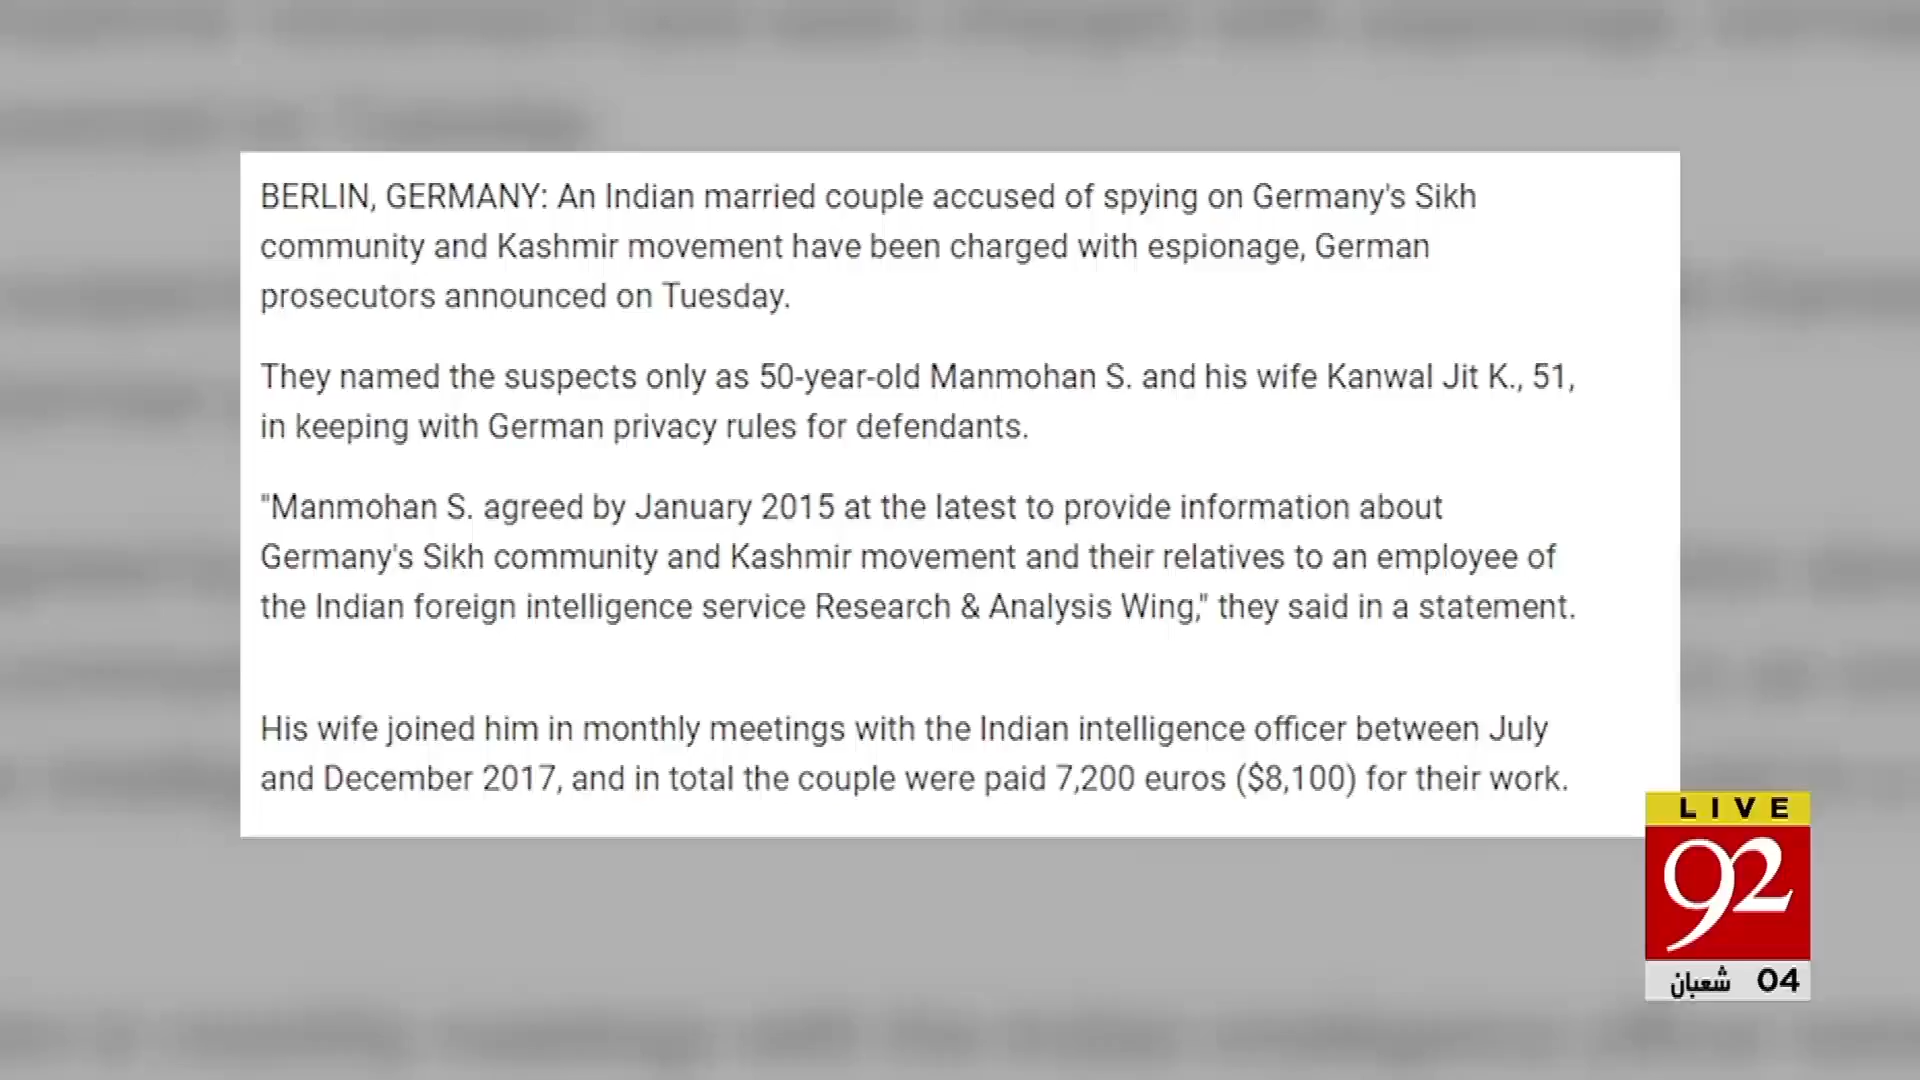 BERLIN, GERMANY: An Indian married couple accused of spying on Germany's Sikh
community and Kashmir movement have been charged with espionage, German
prosecutors announced on Tuesday.
They named the suspects only as 50-year-old Manmohan S. and his wife Kanwal Jit K., 51,
in keeping with German privacy rules for defendants.
"Manmohan S. agreed by January 2015 at the latest to provide information about
Germany's Sikh community and Kashmir movement and their relatives to an employee of
the Indian foreign intelligence service Research & Analysis Wing," they said in a statement.
His wife joined him in monthly meetings with the Indian intelligence officer between July
and December 2017, and in total the couple were paid 7,200 euros ($8,100) for their work.
LIVE
92
04 شعبان